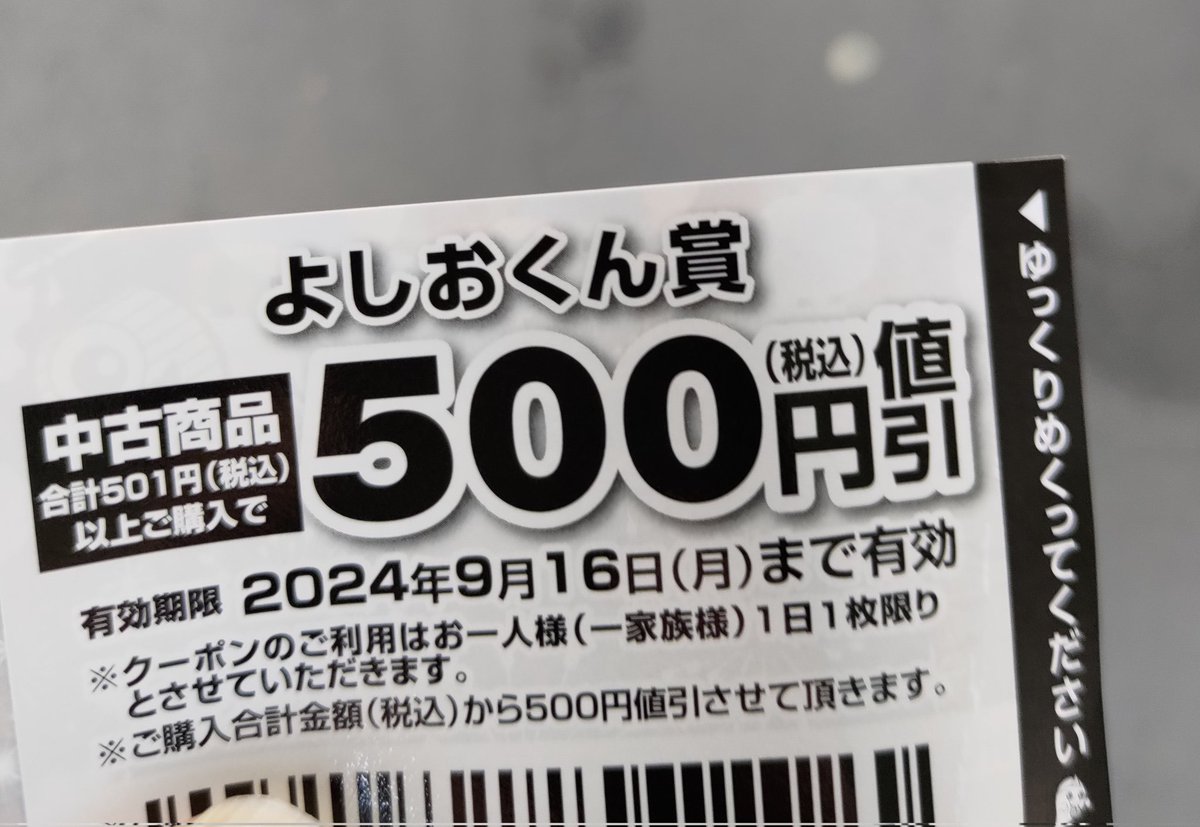 よしおくん賞
中古商品
合計501円(税込)
以上ご購入で
500円(税込)値引
有効期限 2024年9月16日(月)まで有効
※クーポンのご利用はお一人様(一家族様)1日1枚限り
とさせていただきます。
※ご購入合計金額(税込)から500円値引させて頂きます。
◀ゆっくりめくってください